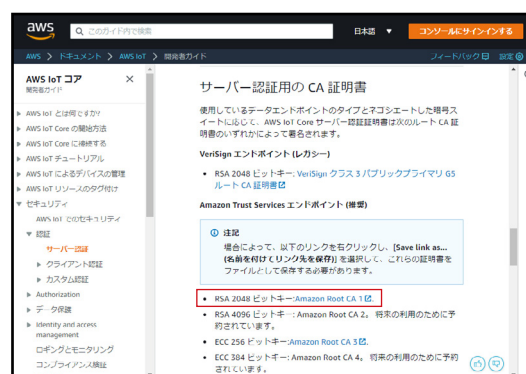 aws
このガイド内で検索
日本語 ▼
コンソールにサインインする
AWS > ドキュメント > AWS IoT > 開発者ガイド
フィードバック
設定
AWS IoT コア
×
開発者ガイド
AWS IoT とは何ですか?
AWS IoT Core の開始方法
AWS IoT Core に接続する
AWS IoT チュートリアル
AWS IoT によるデバイスの管理
AWS IoT リソースのタグ付け
セキュリティ
AWS IoT でのセキュリティ
認証
サーバー認証
クライアント認証
カスタム認証
Authorization
データ保護
Identity and access
management
ロギングとモニタリング
コンプライアンス検証
サーバー認証用の CA 証明書
使用しているデータエンドポイントのタイプとネゴシエートした暗号ス
イートに応じて、AWS IoT Core サーバー認証証明書は次のルート CA 証
明書のいずれかによって署名されます。
VeriSign エンドポイント (レガシー)
• RSA 2048 ビットキー: VeriSign クラス 3 パブリックプライマリ G5
ルート CA 証明書
Amazon Trust Services エンドポイント (推奨)
注記
場合によって、以下のリンクを右クリックし、[Save link as...
(名前を付けてリンク先を保存)] を選択して、これらの証明書を
ファイルとして保存する必要があります。
• RSA 2048 ビットキー:Amazon Root CA 1.
• RSA 4096 ビットキー: Amazon Root CA 2。 将来の利用のために予
約されています。
• ECC 256 ビットキー:Amazon Root CA 3.
• ECC 384 ビットキー: Amazon Root CA 4。 将来の利用のために予約
されています。